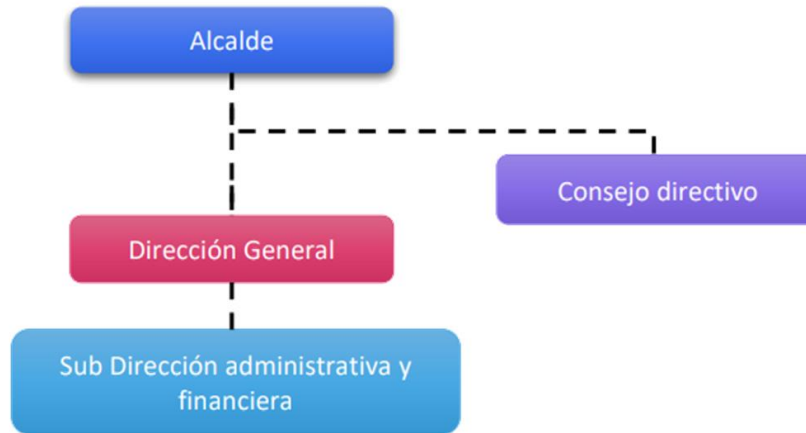 Alcalde
Consejo directivo
Dirección General
Sub Dirección administrativa y
financiera